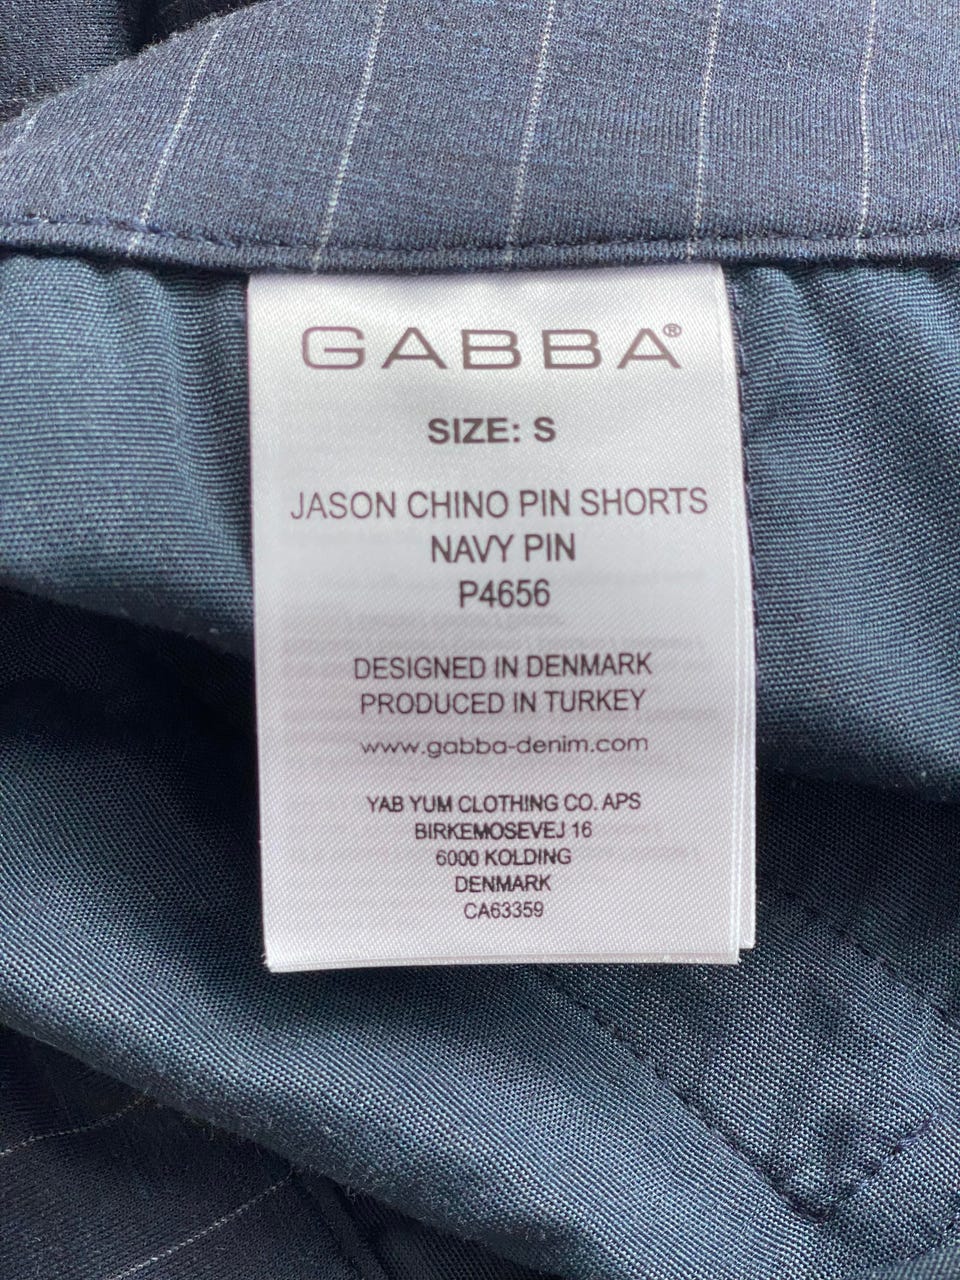 GABBA®
SIZE: S
JASON CHINO PIN SHORTS
NAVY PIN
P4656
DESIGNED IN DENMARK
PRODUCED IN TURKEY
www.gabba-denim.com
YAB YUM CLOTHING CO. APS
BIRKEMOSEVEJ 16
6000 KOLDING
DENMARK
CA63359